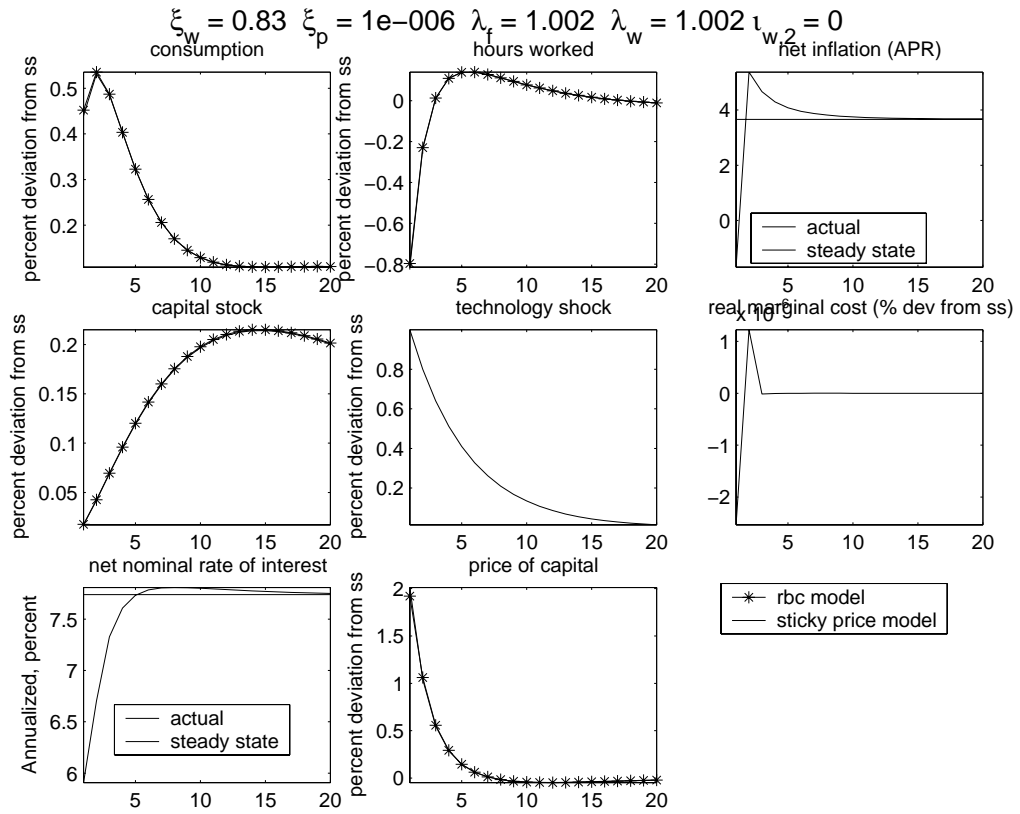 ξw = 0.83 ξp = 1e−006 λf = 1.002 λw = 1.002 ιw,2 = 0
consumption
hours worked
net inflation (APR)
percent deviation from ss
0.5
0.4
0.3
0.2
5 10 15 20
percent deviation from ss
0
−0.2
−0.4
−0.6
−0.8
5 10 15 20
4
2
0
actual
steady state
5 10 15 20
capital stock
technology shock
real marginal cost (% dev from ss)
percent deviation from ss
0.2
0.15
0.1
0.05
5 10 15 20
percent deviation from ss
0.8
0.6
0.4
0.2
5 10 15 20
1
0
−1
−2
5 10 15 20
net nominal rate of interest
price of capital
Annualized, percent
7.5
7
6.5
6
actual
steady state
5 10 15 20
percent deviation from ss
2
1.5
1
0.5
0
5 10 15 20
rbc model
sticky price model